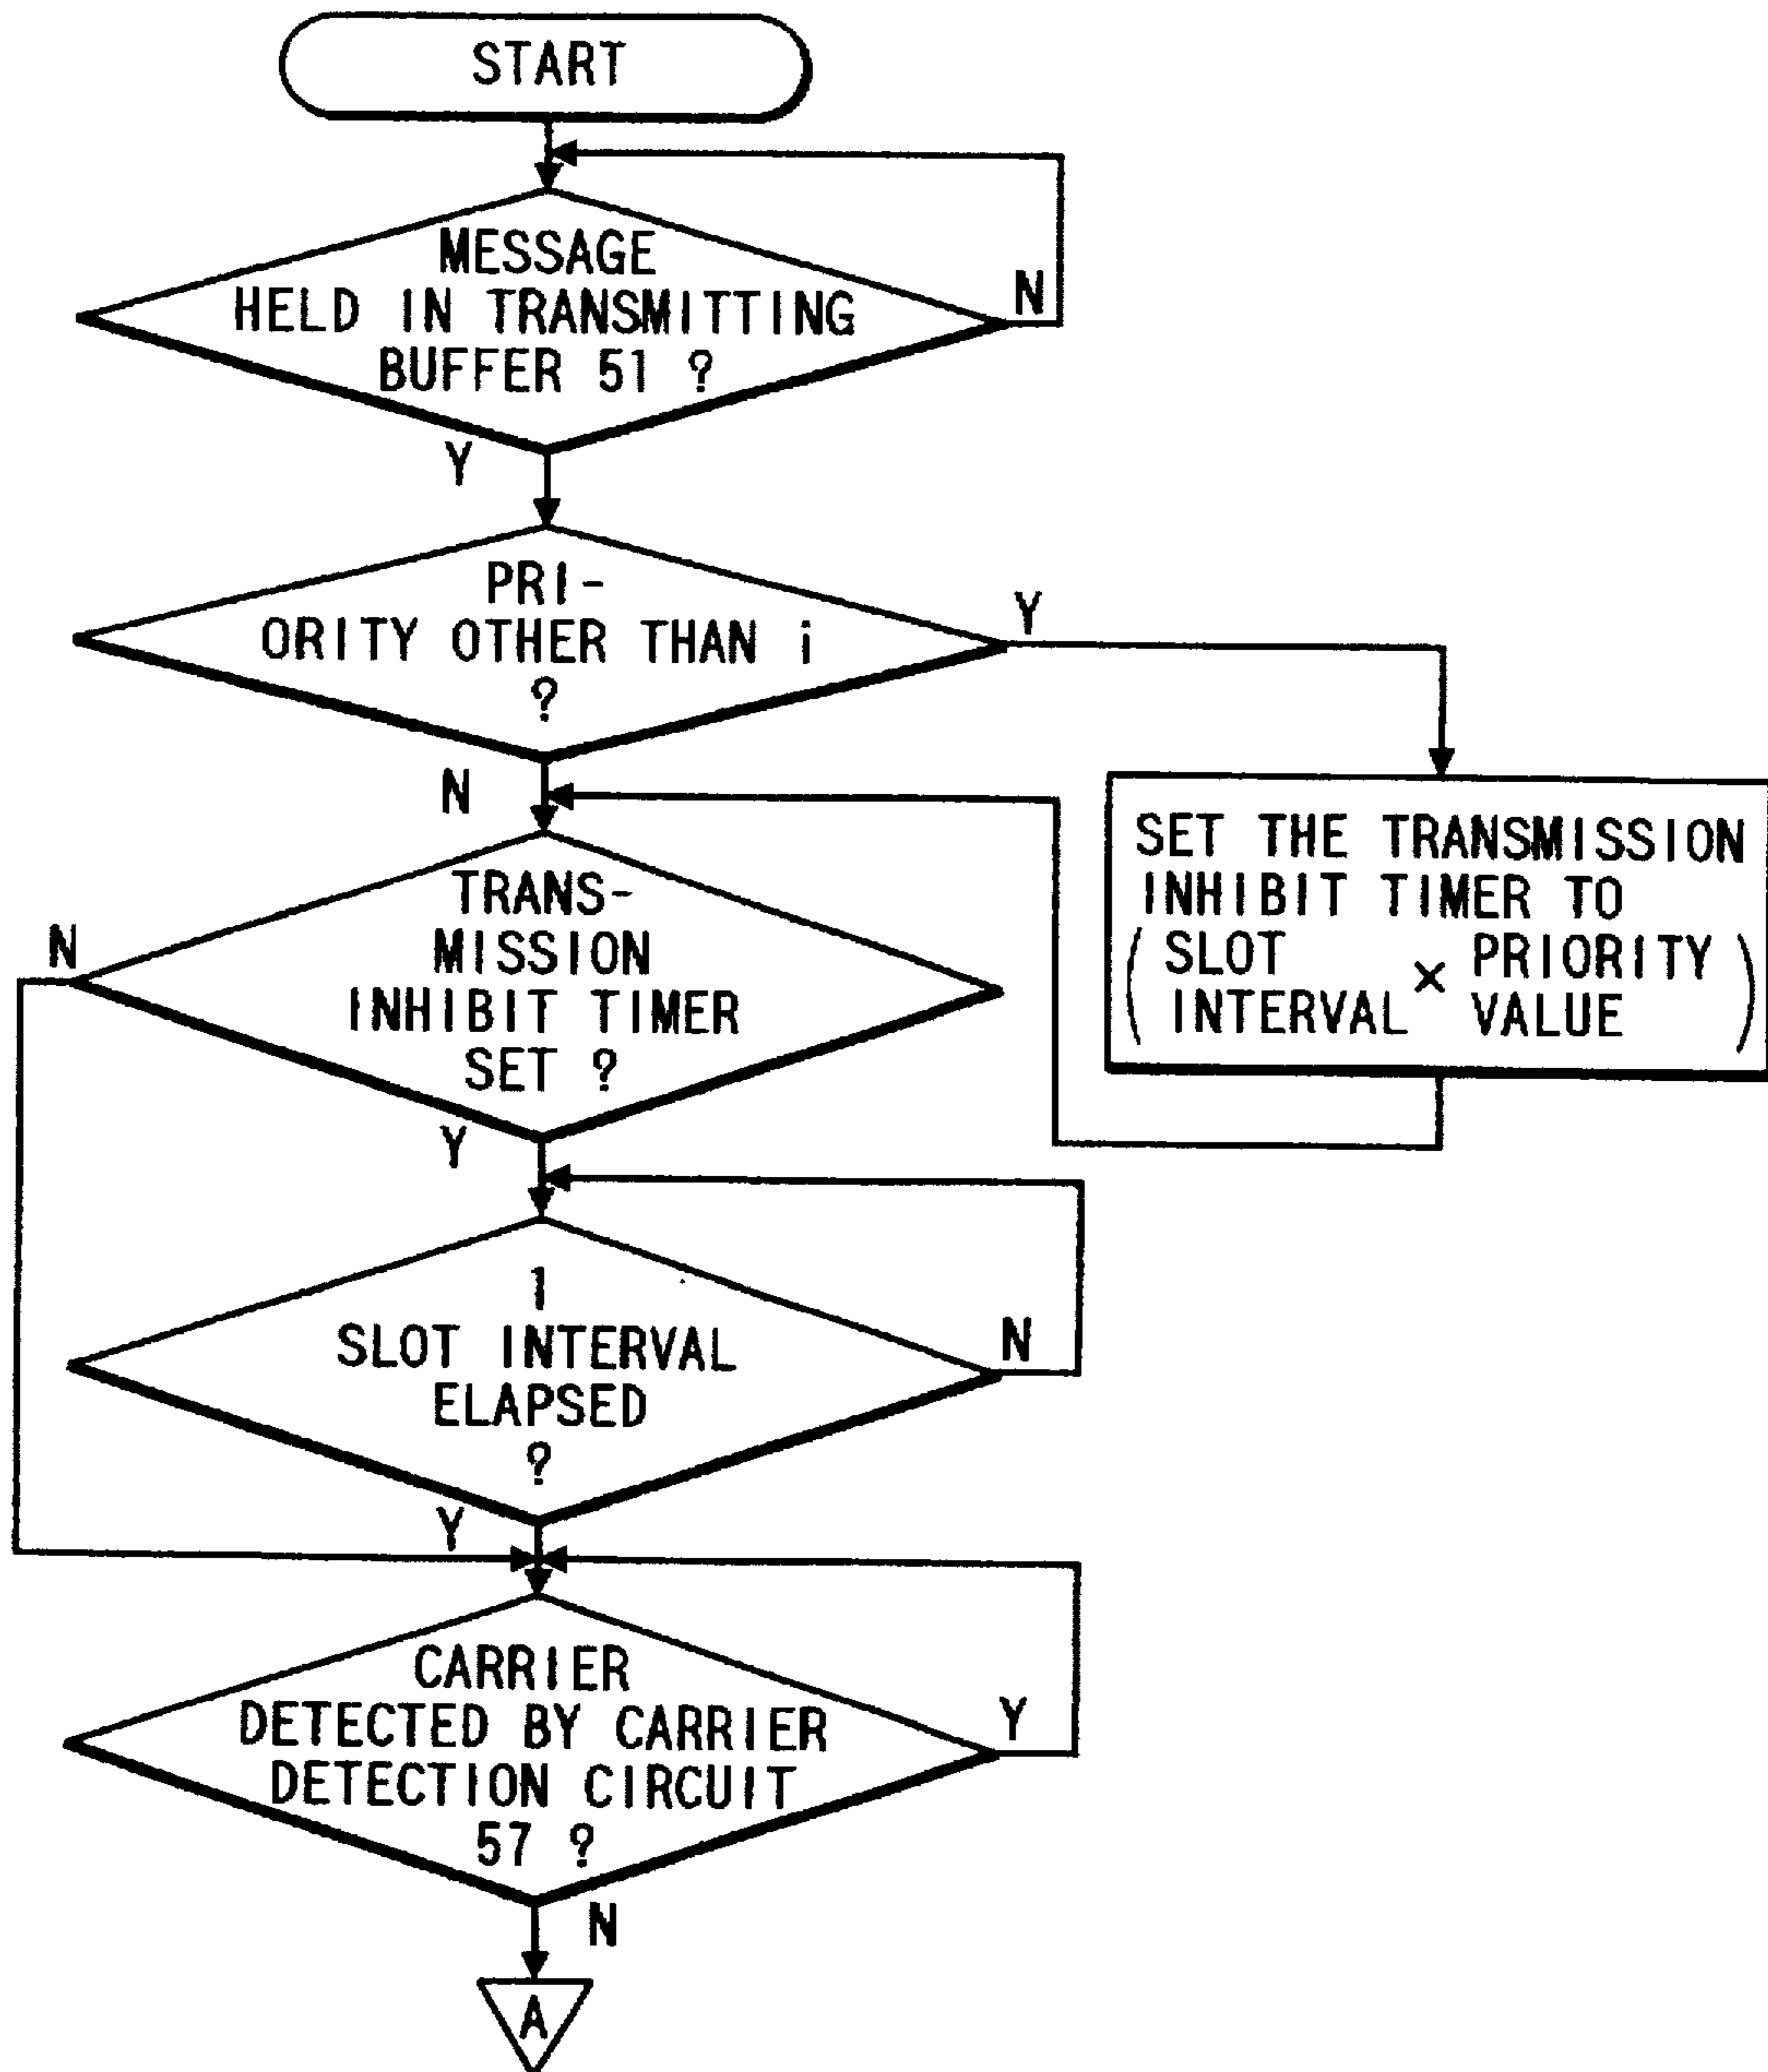 START
MESSAGE
HELD IN TRANSMITTING
BUFFER 51 ?
N
Y
PRI-
ORITY OTHER THAN i
?
Y
N
SET THE TRANSMISSION
INHIBIT TIMER TO
( SLOT INTERVAL × PRIORITY VALUE )
TRANS-
MISSION
INHIBIT TIMER
SET ?
N
Y
1
SLOT INTERVAL
ELAPSED
?
N
Y
CARRIER
DETECTED BY CARRIER
DETECTION CIRCUIT
57 ?
Y
N
A